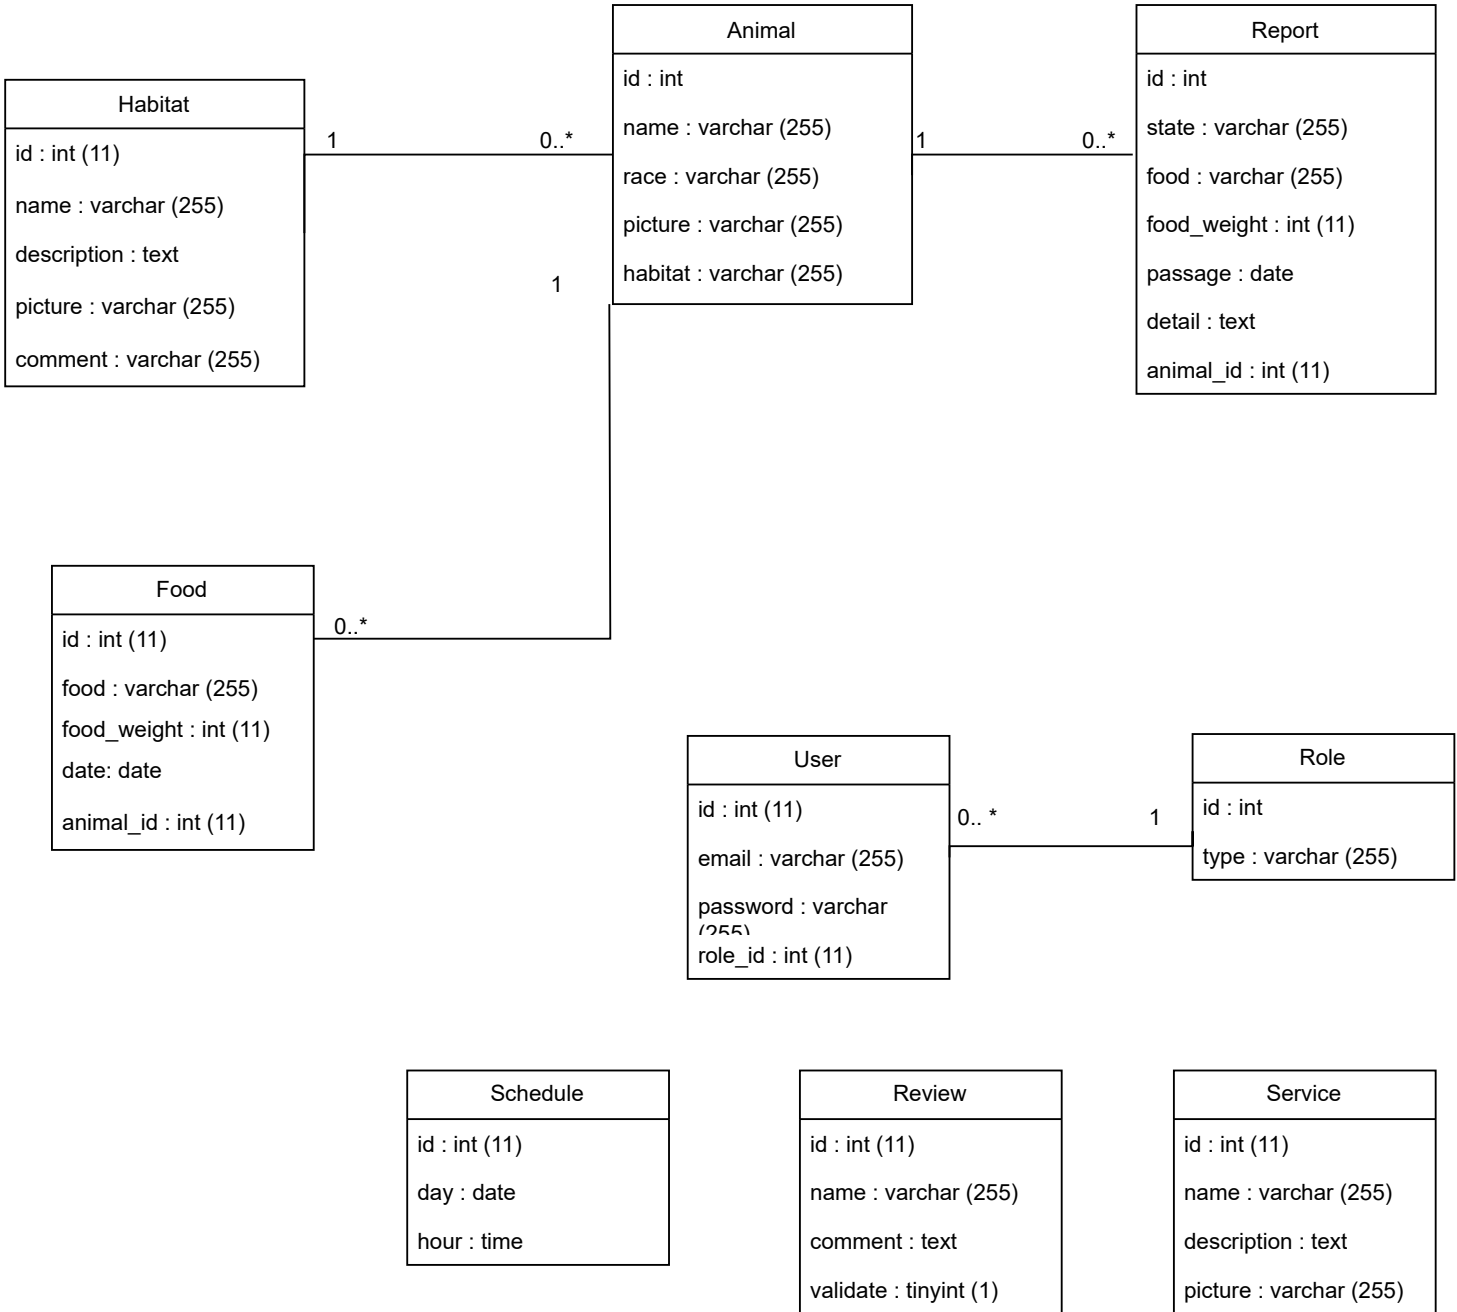 Habitat
id : int (11)
name : varchar (255)
description : text
picture : varchar (255)
comment : varchar (255)
1
0..*
Animal
id : int
name : varchar (255)
race : varchar (255)
picture : varchar (255)
habitat : varchar (255)
1
0..*
Report
id : int
state : varchar (255)
food : varchar (255)
food_weight : int (11)
passage : date
detail : text
animal_id : int (11)
1
0..*
Food
id : int (11)
food : varchar (255)
food_weight : int (11)
date: date
animal_id : int (11)
User
id : int (11)
email : varchar (255)
password : varchar
(255)
role_id : int (11)
0.. *
1
Role
id : int
type : varchar (255)
Schedule
id : int (11)
day : date
hour : time
Review
id : int (11)
name : varchar (255)
comment : text
validate : tinyint (1)
Service
id : int (11)
name : varchar (255)
description : text
picture : varchar (255)